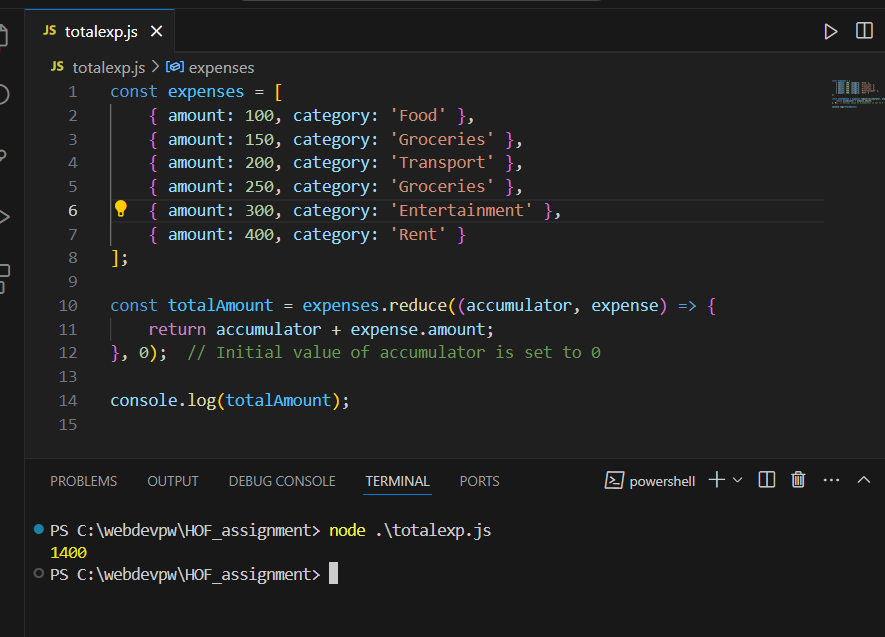 JS totalexp.js ×
JS totalexp.js > expenses
1 const expenses = [
2 { amount: 100, category: 'Food' },
3 { amount: 150, category: 'Groceries' },
4 { amount: 200, category: 'Transport' },
5 { amount: 250, category: 'Groceries' },
6 { amount: 300, category: 'Entertainment' },
7 { amount: 400, category: 'Rent' }
8 ];
9
10 const totalAmount = expenses.reduce((accumulator, expense) => {
11 return accumulator + expense.amount;
12 }, 0);  // Initial value of accumulator is set to 0
13
14 console.log(totalAmount);
15
PROBLEMS OUTPUT DEBUG CONSOLE TERMINAL PORTS powershell
PS C:\webdevpw\HOF_assignment> node .\totalexp.js
1400
PS C:\webdevpw\HOF_assignment>